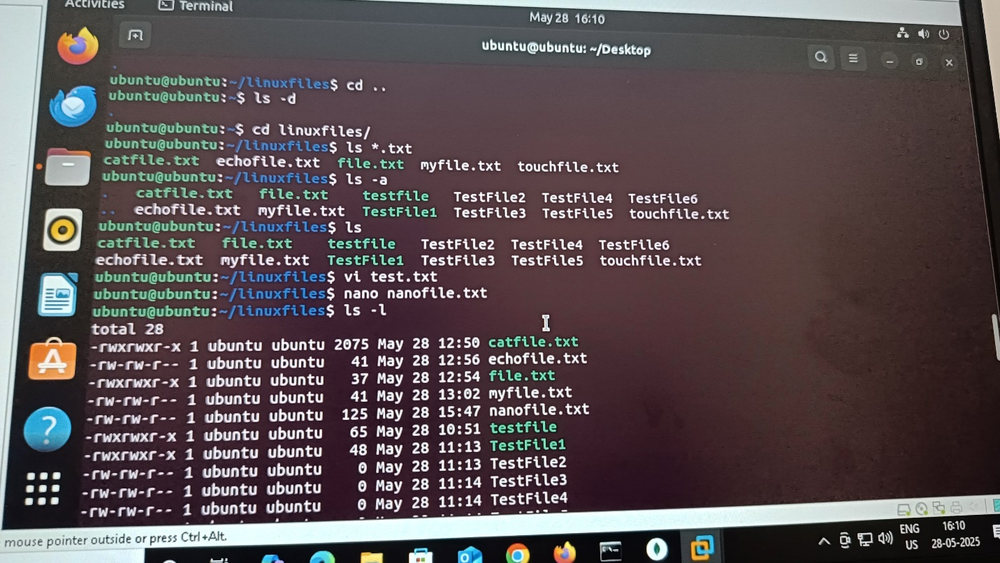 Activities Terminal
May 28 16:10
ubuntu@ubuntu: ~/Desktop
.
ubuntu@ubuntu:~/linuxfiles$ cd ..
ubuntu@ubuntu:~$ ls -d
.
ubuntu@ubuntu:~$ cd linuxfiles/
ubuntu@ubuntu:~/linuxfiles$ ls *.txt
catfile.txt echofile.txt file.txt myfile.txt touchfile.txt
ubuntu@ubuntu:~/linuxfiles$ ls -a
. catfile.txt file.txt testfile TestFile2 TestFile4 TestFile6
.. echofile.txt myfile.txt TestFile1 TestFile3 TestFile5 touchfile.txt
ubuntu@ubuntu:~/linuxfiles$ ls
catfile.txt file.txt testfile TestFile2 TestFile4 TestFile6
echofile.txt myfile.txt TestFile1 TestFile3 TestFile5 touchfile.txt
ubuntu@ubuntu:~/linuxfiles$ vi test.txt
ubuntu@ubuntu:~/linuxfiles$ nano nanofile.txt
ubuntu@ubuntu:~/linuxfiles$ ls -l
total 28
-rwxrwxr-x 1 ubuntu ubuntu 2075 May 28 12:50 catfile.txt
-rw-rw-r-- 1 ubuntu ubuntu 41 May 28 12:56 echofile.txt
-rwxrwxr-x 1 ubuntu ubuntu 37 May 28 12:54 file.txt
-rw-rw-r-- 1 ubuntu ubuntu 41 May 28 13:02 myfile.txt
-rw-rw-r-- 1 ubuntu ubuntu 125 May 28 15:47 nanofile.txt
-rwxrwxr-x 1 ubuntu ubuntu 65 May 28 10:51 testfile
-rwxrwxr-x 1 ubuntu ubuntu 48 May 28 11:13 TestFile1
-rw-rw-r-- 1 ubuntu ubuntu 0 May 28 11:13 TestFile2
-rw-rw-r-- 1 ubuntu ubuntu 0 May 28 11:14 TestFile3
-rw-rw-r-- 1 ubuntu ubuntu 0 May 28 11:14 TestFile4
mouse pointer outside or press Ctrl+Alt.
ENG
US
16:10
28-05-2025